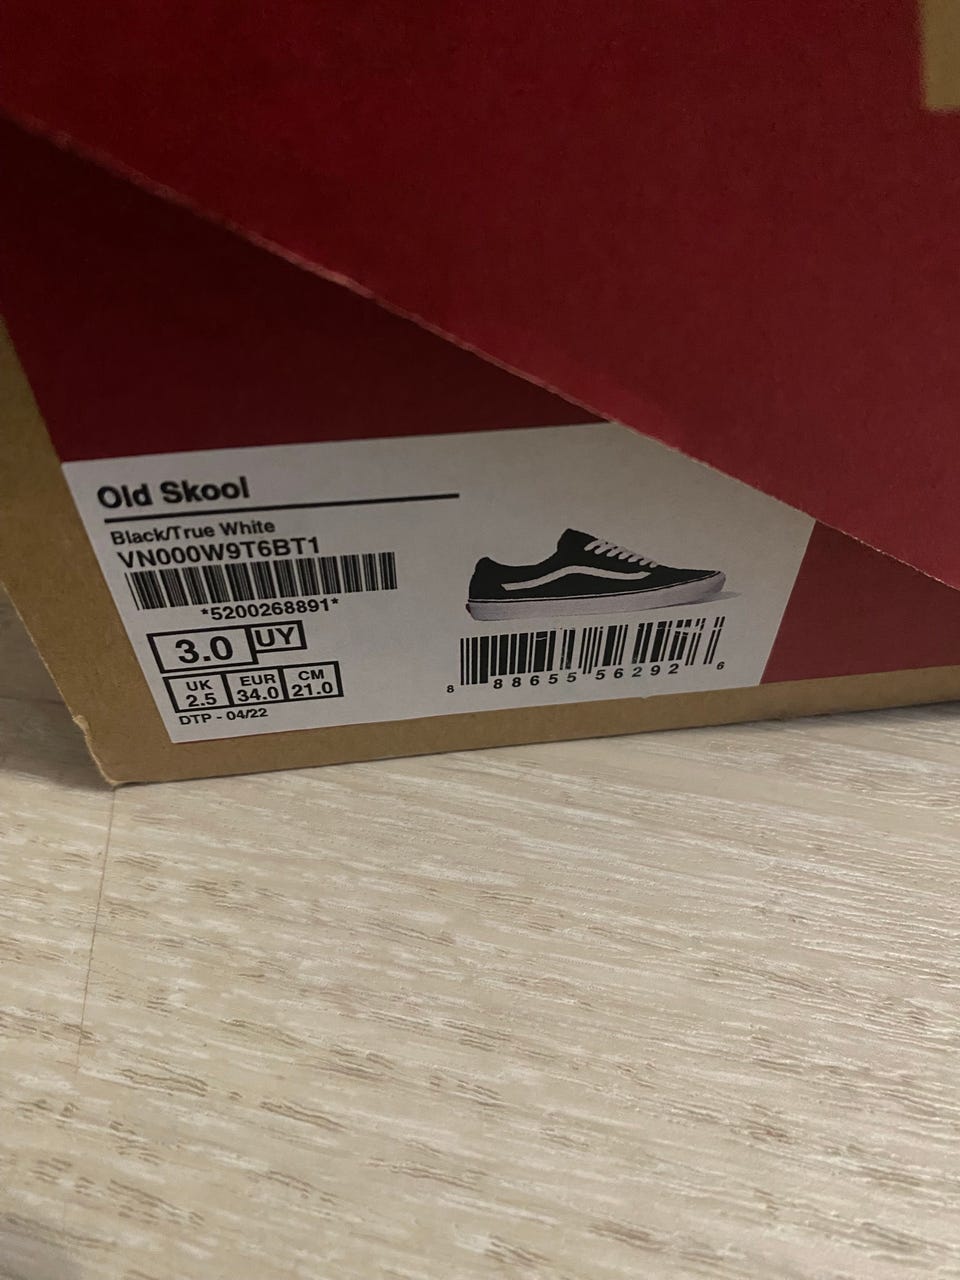 Old Skool
Black/True White
VN000W9T6BT1
*5200268891*
3.0 UY
UK EUR CM
2.5 34.0 21.0
DTP - 04/22
8 88655 56292 6